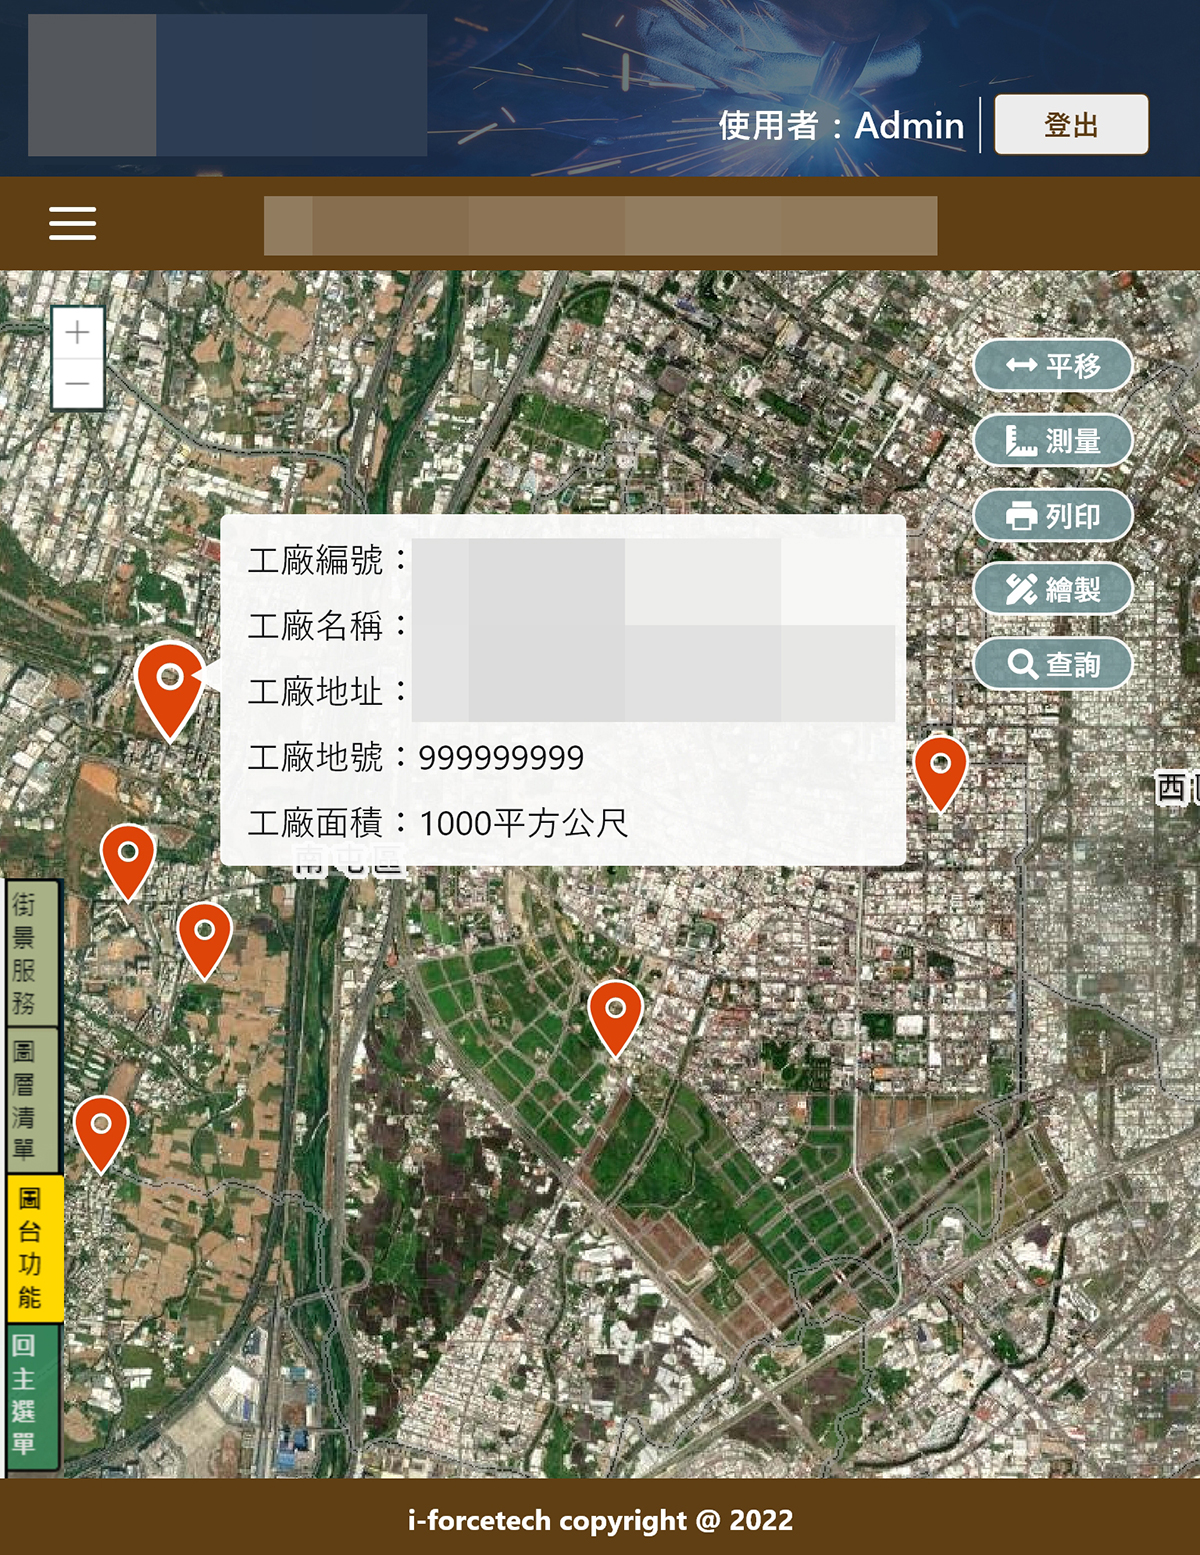 使用者：Admin
登出
平移
測量
列印
繪製
查詢
工廠編號：
工廠名稱：
工廠地址：
工廠地號：999999999
工廠面積：1000平方公尺
南屯區
西
街景服務
圖層清單
圖台功能
回主選單
i-forcetech copyright @ 2022